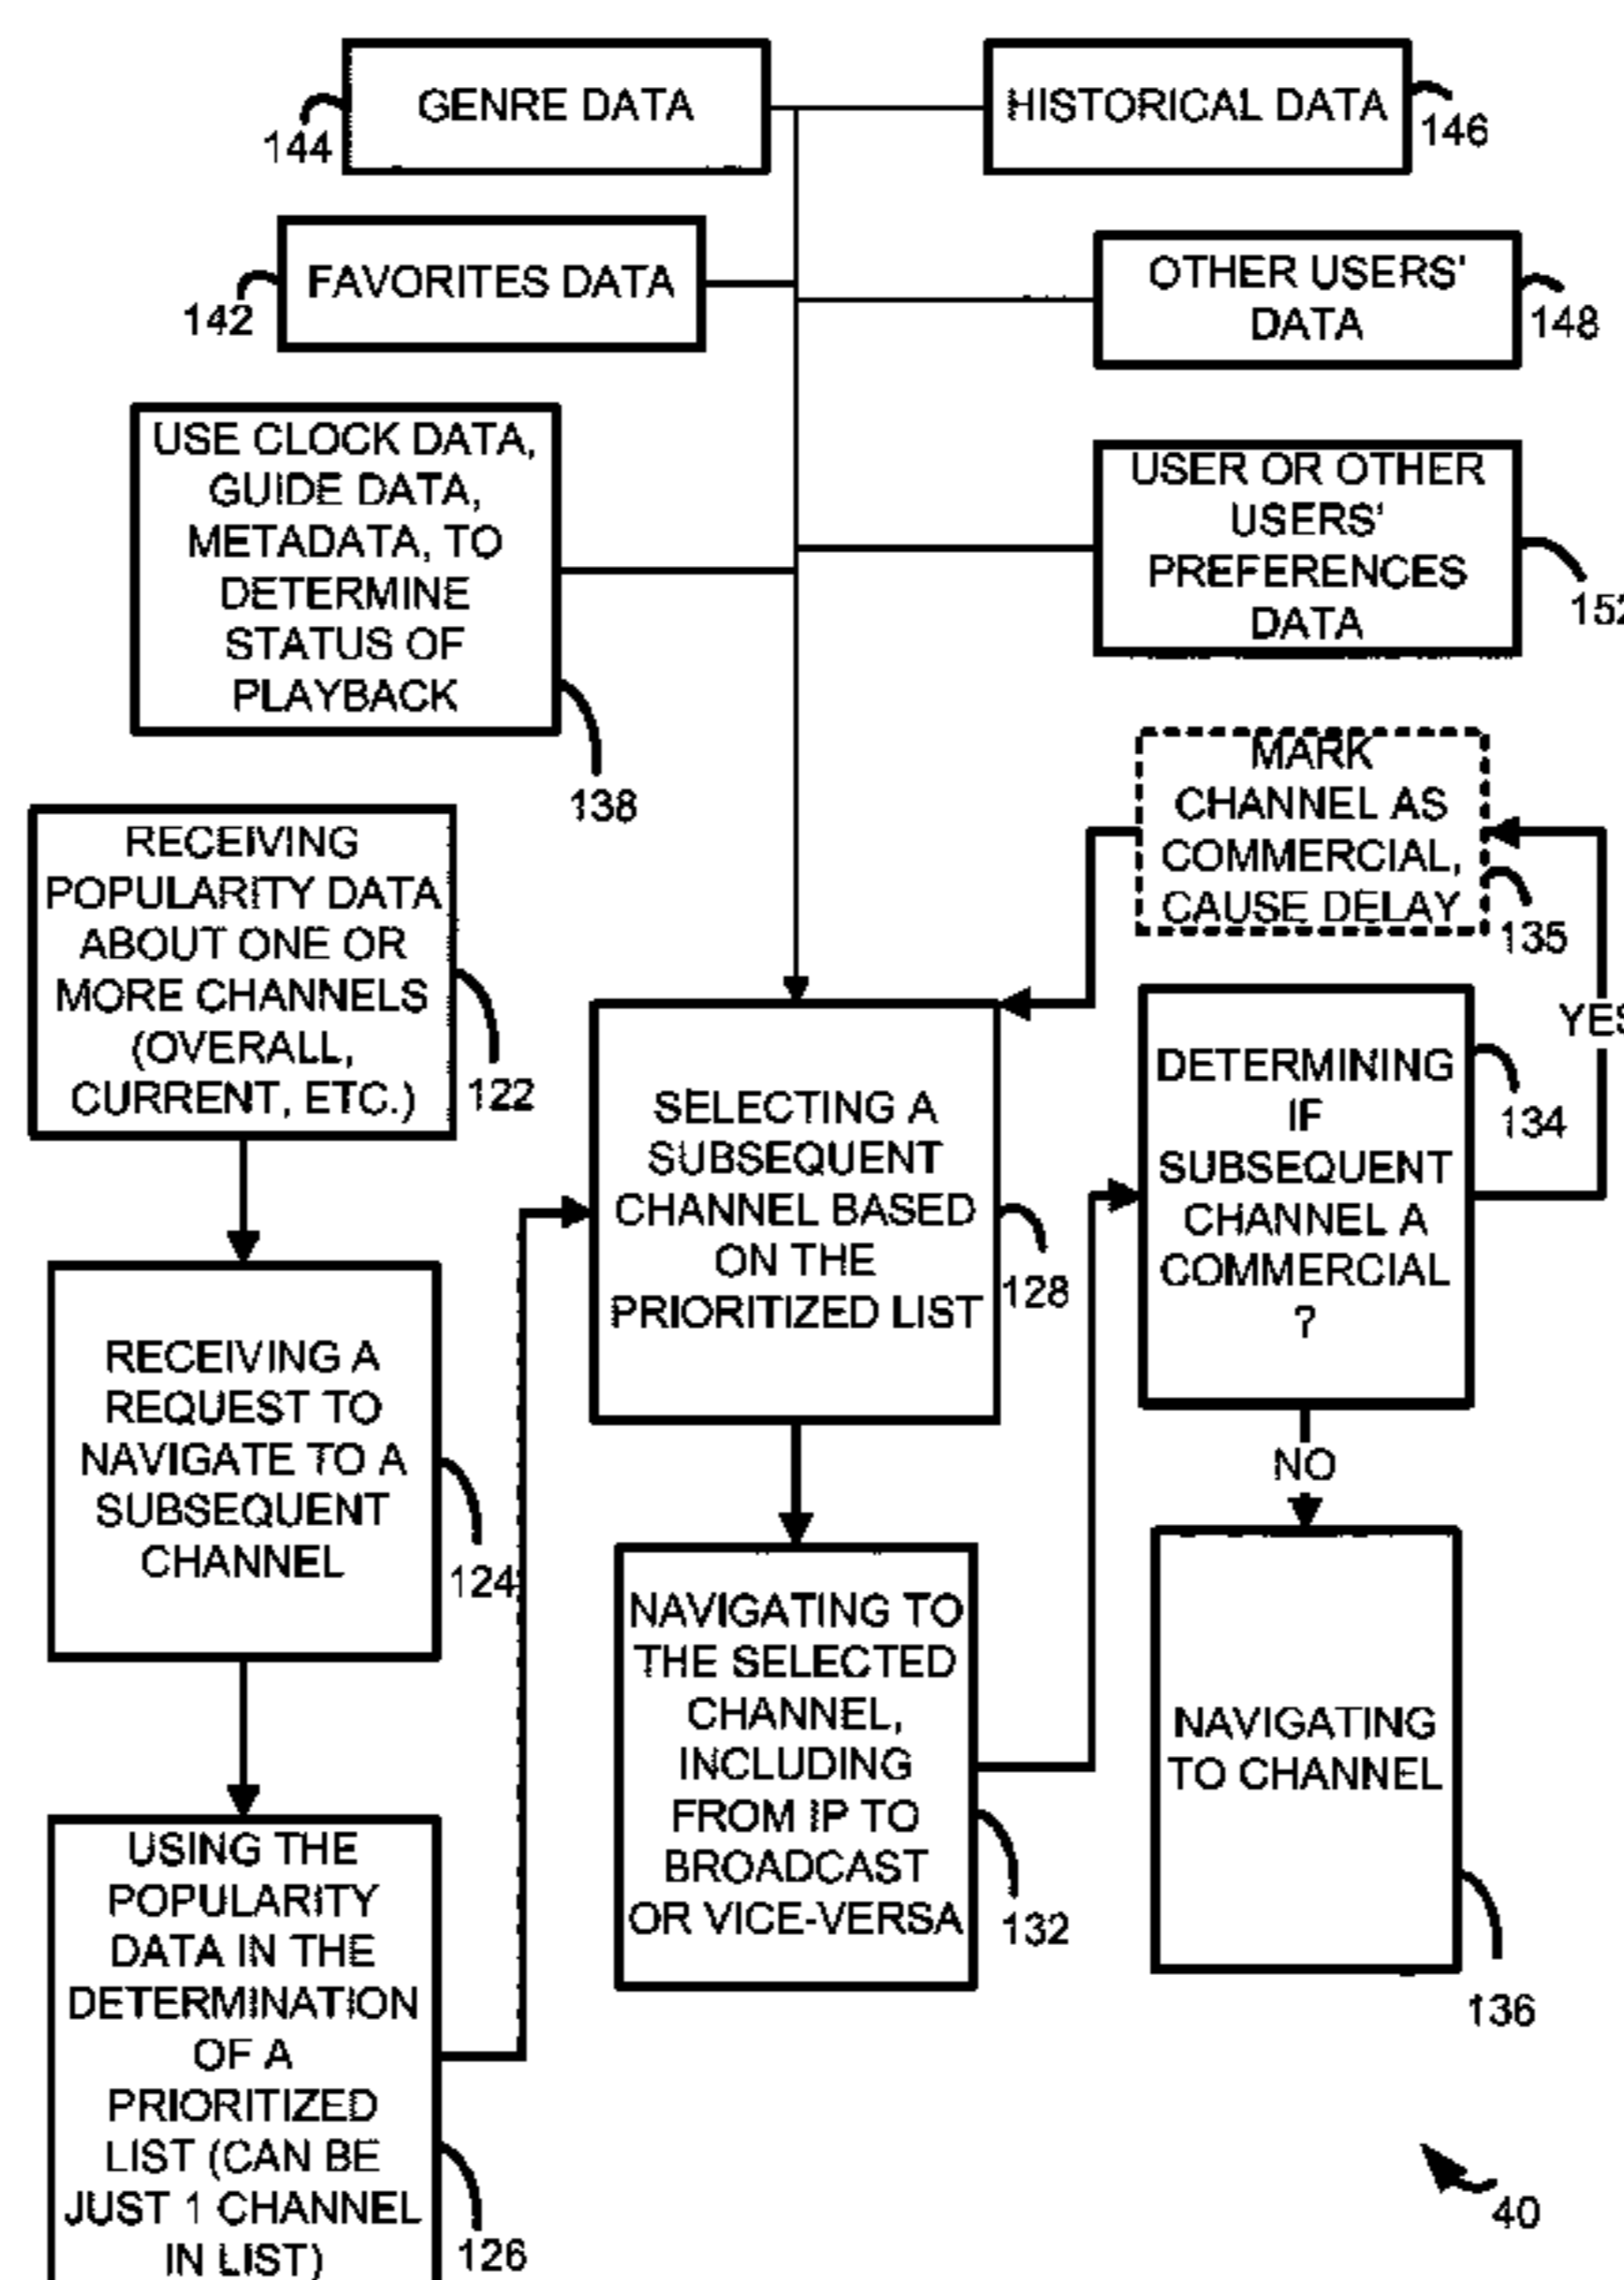 GENRE DATA
144
HISTORICAL DATA
146
FAVORITES DATA
142
OTHER USERS'
DATA
148
USE CLOCK DATA,
GUIDE DATA,
METADATA, TO
DETERMINE
STATUS OF
PLAYBACK
138
USER OR OTHER
USERS'
PREFERENCES
DATA
152
MARK
CHANNEL AS
COMMERCIAL,
CAUSE DELAY
135
RECEIVING
POPULARITY DATA
ABOUT ONE OR
MORE CHANNELS
(OVERALL,
CURRENT, ETC.)
122
SELECTING A
SUBSEQUENT
CHANNEL BASED
ON THE
PRIORITIZED LIST
128
DETERMINING
IF
SUBSEQUENT
CHANNEL A
COMMERCIAL
?
134
YES
NO
RECEIVING A
REQUEST TO
NAVIGATE TO A
SUBSEQUENT
CHANNEL
124
NAVIGATING TO
THE SELECTED
CHANNEL,
INCLUDING
FROM IP TO
BROADCAST
OR VICE-VERSA
132
NAVIGATING
TO CHANNEL
136
USING THE
POPULARITY
DATA IN THE
DETERMINATION
OF A
PRIORITIZED
LIST (CAN BE
JUST 1 CHANNEL
IN LIST)
126
40